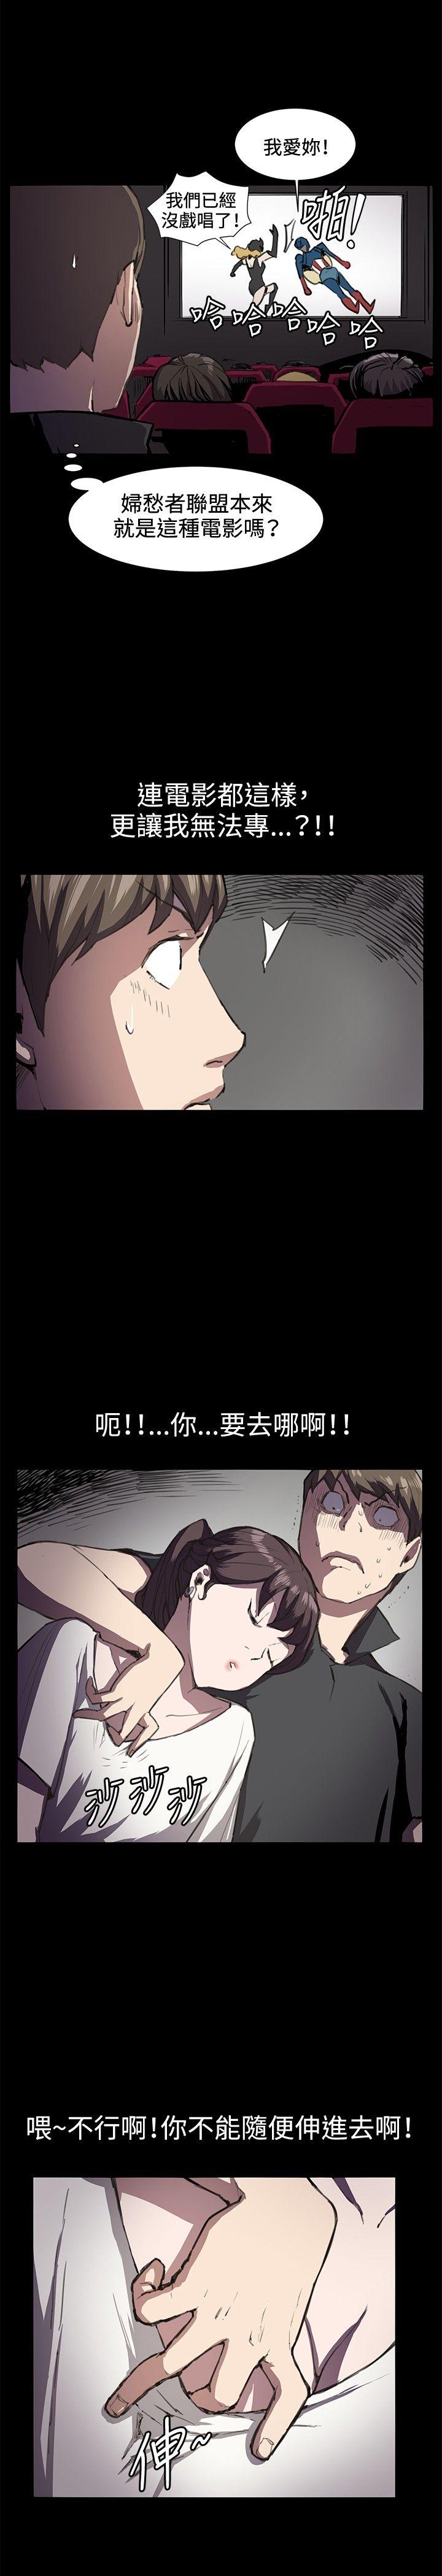 我愛妳！
我們已經
沒戲唱了！
啪！
哈哈哈哈哈
婦愁者聯盟本來
就是這種電影嗎？
連電影都這樣，
更讓我無法專...？！！
呃！！...你...要去哪啊！！
沙沙沙
喂~不行啊！你不能隨便伸進去啊！
伸~